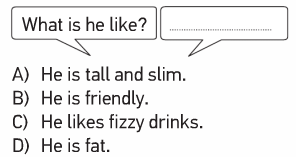 What is he like? ................................
A) He is tall and slim.
B) He is friendly.
C) He likes fizzy drinks.
D) He is fat.